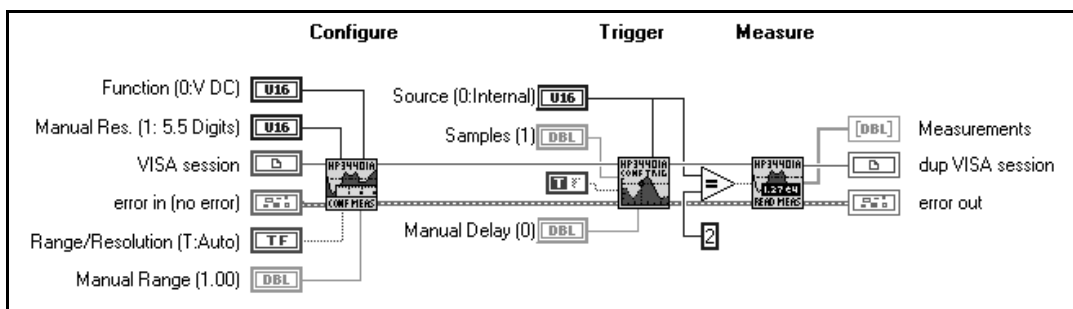 Configure Trigger Measure
Function (0:V DC) U16
Manual Res. (1: 5.5 Digits) U16
VISA session
error in (no error)
Range/Resolution (T:Auto) TF
Manual Range (1.00) DBL
HP34401A
CONF MEAS
Source (0:Internal) U16
Samples (1) DBL
T F
Manual Delay (0) DBL
HP34401A
CONF TRIG
=
2
HP34401A
READ MEAS
[DBL] Measurements
dup VISA session
error out